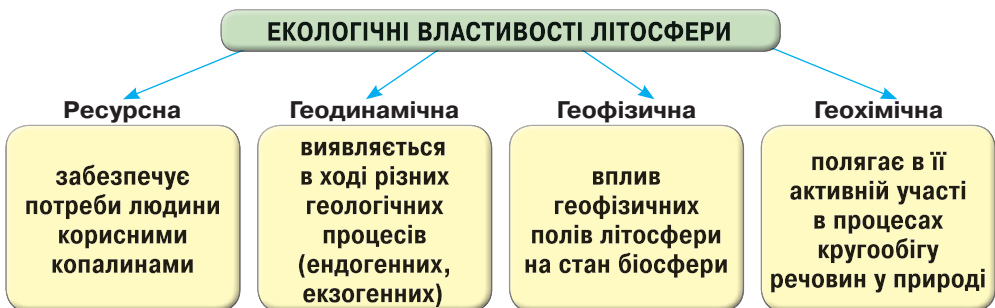 ЕКОЛОГІЧНІ ВЛАСТИВОСТІ ЛІТОСФЕРИ
Ресурсна
забезпечує
потреби людини
корисними
копалинами
Геодинамічна
виявляється
в ході різних
геологічних
процесів
(ендогенних,
екзогенних)
Геофізична
вплив
геофізичних
полів літосфери
на стан біосфери
Геохімічна
полягає в її
активній участі
в процесах
кругообігу
речовин у природі